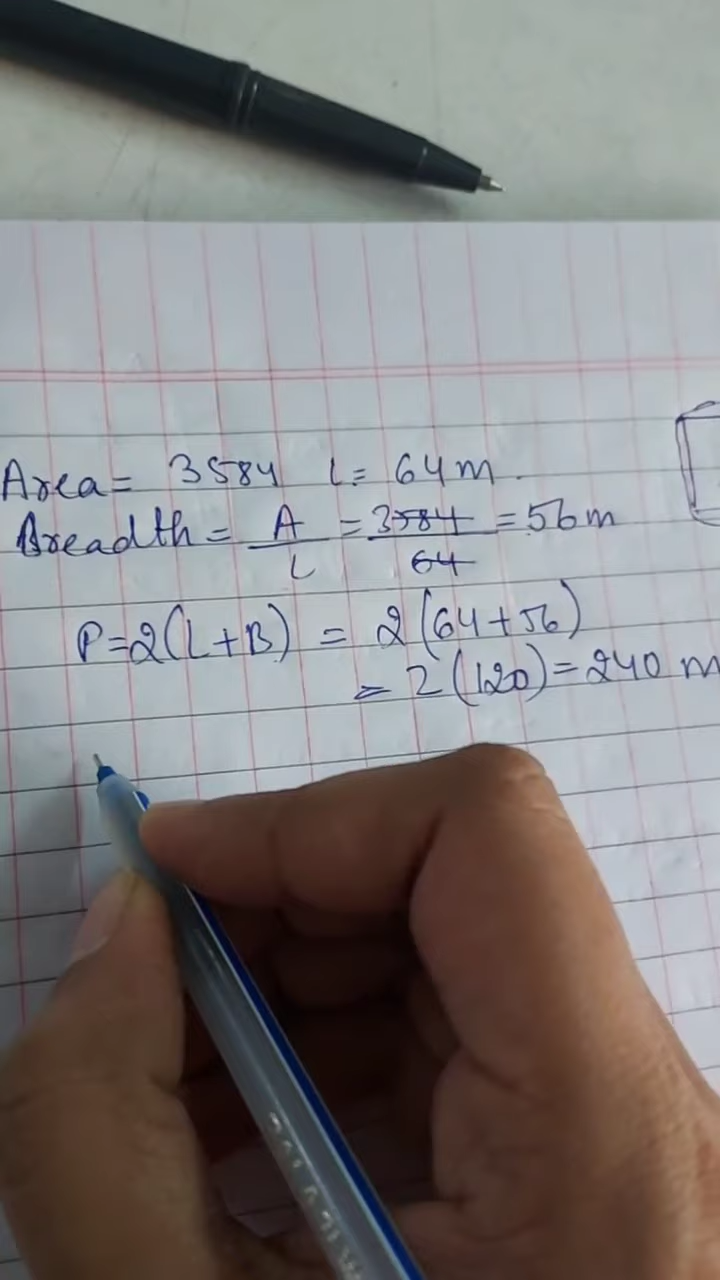 Area = 3584 L = 64 m.
Breadth = A/L = 3584/64 = 56 m
P = 2(L+B) = 2(64+56)
= 2(120) = 240 m